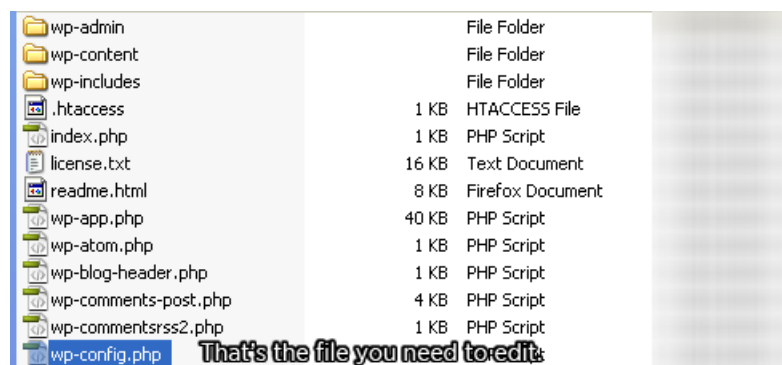 wp-admin File Folder
wp-content File Folder
wp-includes File Folder
.htaccess 1 KB HTACCESS File
index.php 1 KB PHP Script
license.txt 16 KB Text Document
readme.html 8 KB Firefox Document
wp-app.php 40 KB PHP Script
wp-atom.php 1 KB PHP Script
wp-blog-header.php 1 KB PHP Script
wp-comments-post.php 4 KB PHP Script
wp-commentsrss2.php 1 KB PHP Script
wp-config.php
That's the file you need to edit.